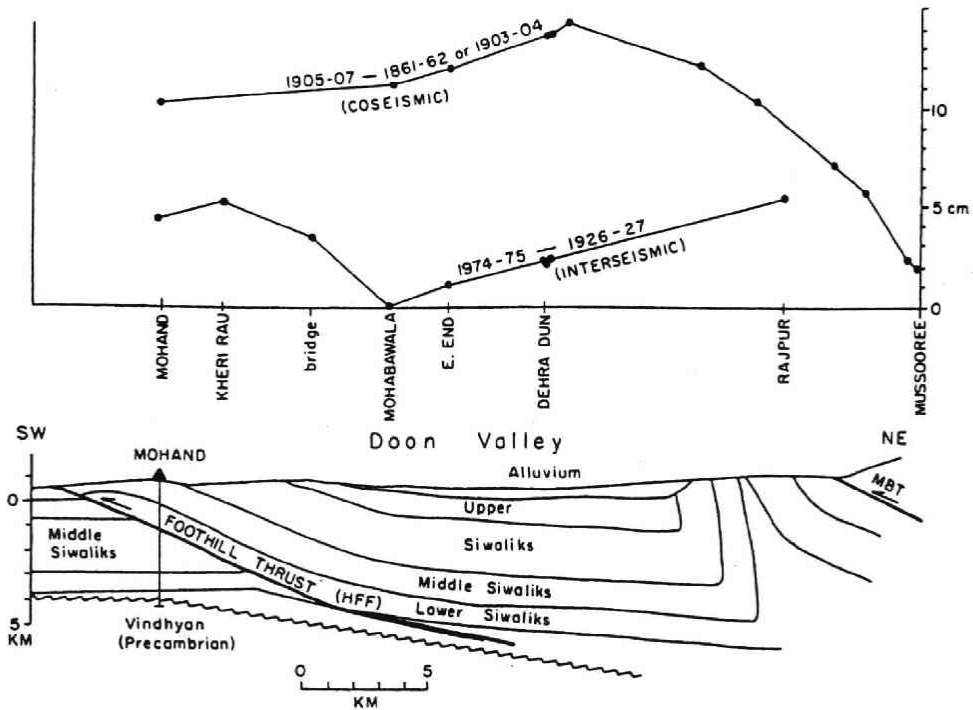 1905-07 — 1861-62 or 1903-04
(COSEISMIC)
10
5 cm
1974-75 — 1926-27
(INTERSEISMIC)
0
MOHAND
KHERI RAU
bridge
MOHABAWALA
E. END
DEHRA DUN
RAJPUR
MUSSOOREE
SW
Doon Valley
NE
MOHAND
Alluvium
MBT
0
Upper
Middle
Siwaliks
FOOTHILL THRUST (HFF)
Siwaliks
Middle Siwaliks
Lower Siwaliks
5
KM
Vindhyan
(Precambrian)
0 5
KM